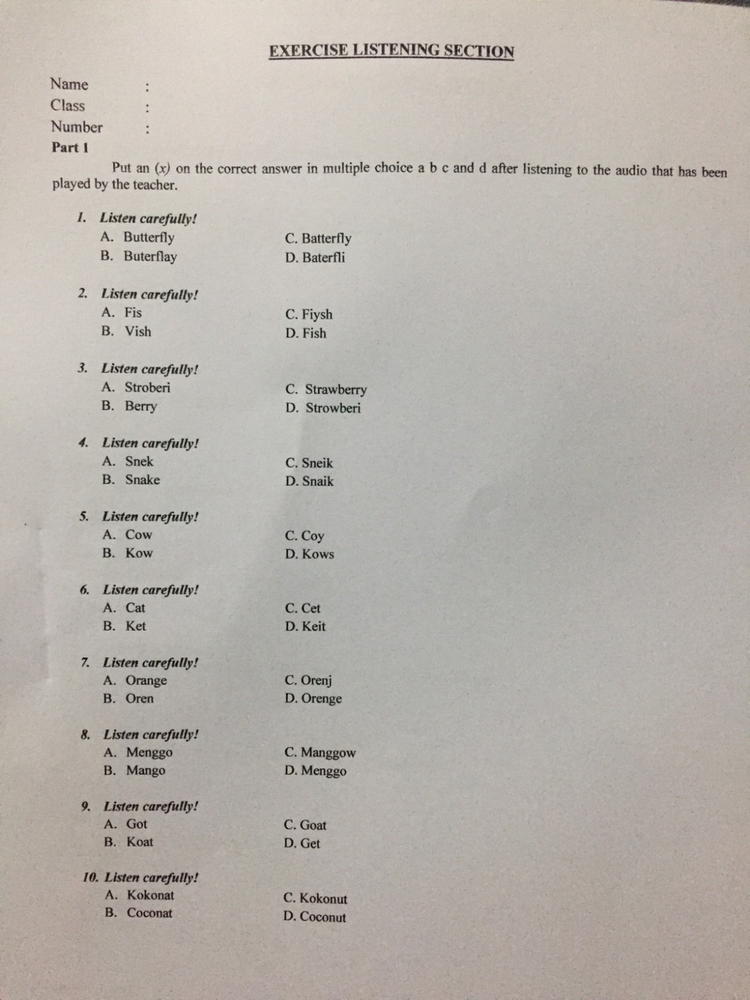 EXERCISE LISTENING SECTION
Name :
Class :
Number :
Part 1
Put an (x) on the correct answer in multiple choice a b c and d after listening to the audio that has been
played by the teacher.
1. Listen carefully!
A. Butterfly C. Batterfly
B. Buterflay D. Baterfli
2. Listen carefully!
A. Fis C. Fiysh
B. Vish D. Fish
3. Listen carefully!
A. Stroberi C. Strawberry
B. Berry D. Strowberi
4. Listen carefully!
A. Snek C. Sneik
B. Snake D. Snaik
5. Listen carefully!
A. Cow C. Coy
B. Kow D. Kows
6. Listen carefully!
A. Cat C. Cet
B. Ket D. Keit
7. Listen carefully!
A. Orange C. Orenj
B. Oren D. Orenge
8. Listen carefully!
A. Menggo C. Manggow
B. Mango D. Menggo
9. Listen carefully!
A. Got C. Goat
B. Koat D. Get
10. Listen carefully!
A. Kokonat C. Kokonut
B. Coconat D. Coconut